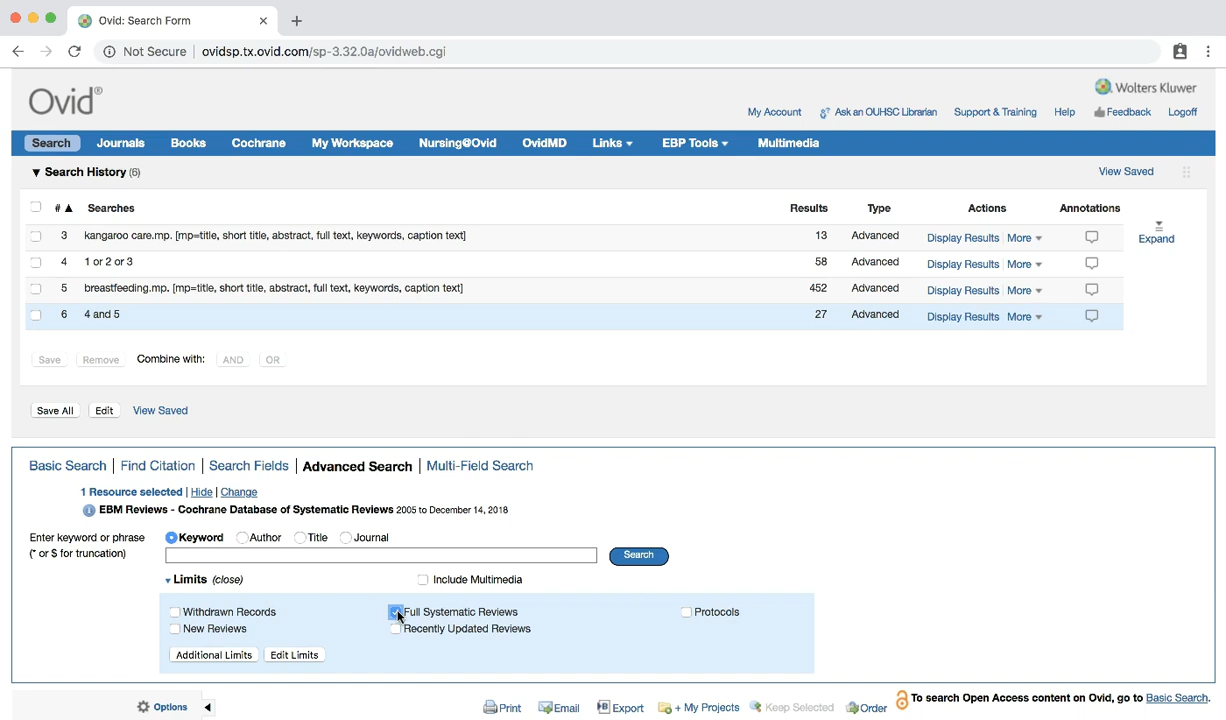 Ovid: Search Form
Not Secure | ovidsp.tx.ovid.com/sp-3.32.0a/ovidweb.cgi
Ovid®
Wolters Kluwer
My Account Ask an OUHSC Librarian Support & Training Help Feedback Logoff
Search Journals Books Cochrane My Workspace Nursing@Ovid OvidMD Links EBP Tools Multimedia
Search History (6) View Saved
# Searches Results Type Actions Annotations
3 kangaroo care.mp. [mp=title, short title, abstract, full text, keywords, caption text] 13 Advanced Display Results More
Expand
4 1 or 2 or 3 58 Advanced Display Results More
5 breastfeeding.mp. [mp=title, short title, abstract, full text, keywords, caption text] 452 Advanced Display Results More
6 4 and 5 27 Advanced Display Results More
Save Remove Combine with: AND OR
Save All Edit View Saved
Basic Search | Find Citation | Search Fields | Advanced Search | Multi-Field Search
1 Resource selected | Hide | Change
EBM Reviews - Cochrane Database of Systematic Reviews 2005 to December 14, 2018
Enter keyword or phrase Keyword Author Title Journal
(* or $ for truncation) Search
Limits (close) Include Multimedia
Withdrawn Records Full Systematic Reviews Protocols
New Reviews Recently Updated Reviews
Additional Limits Edit Limits
Options Print Email Export + My Projects Keep Selected Order To search Open Access content on Ovid, go to Basic Search.